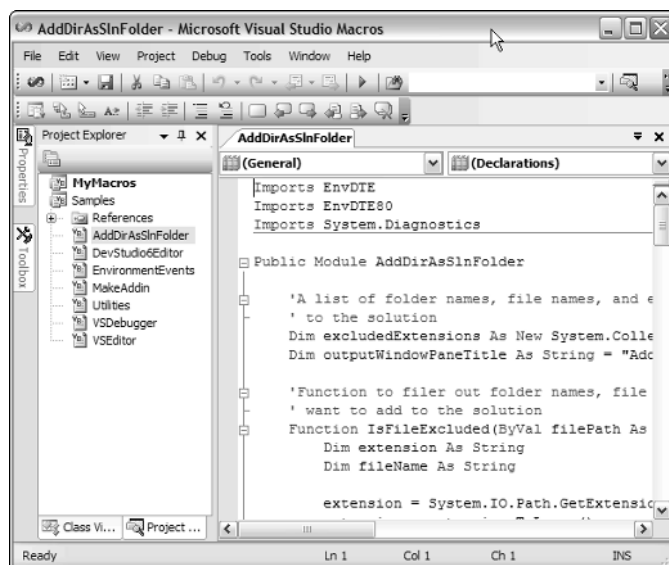 AddDirAsSlnFolder - Microsoft Visual Studio Macros
File Edit View Project Debug Tools Window Help
Properties
Toolbox
Project Explorer
MyMacros
Samples
References
AddDirAsSlnFolder
DevStudio6Editor
EnvironmentEvents
MakeAddin
Utilities
VSDebugger
VSEditor
Class Vi... Project ...
AddDirAsSlnFolder
(General) (Declarations)
Imports EnvDTE
Imports EnvDTE80
Imports System.Diagnostics
Public Module AddDirAsSlnFolder
'A list of folder names, file names, and e
' to the solution
Dim excludedExtensions As New System.Colle
Dim outputWindowPaneTitle As String = "Add
'Function to filer out folder names, file
' want to add to the solution
Function IsFileExcluded(ByVal filePath As
Dim extension As String
Dim fileName As String
extension = System.IO.Path.GetExtensio
Ready Ln 1 Col 1 Ch 1 INS